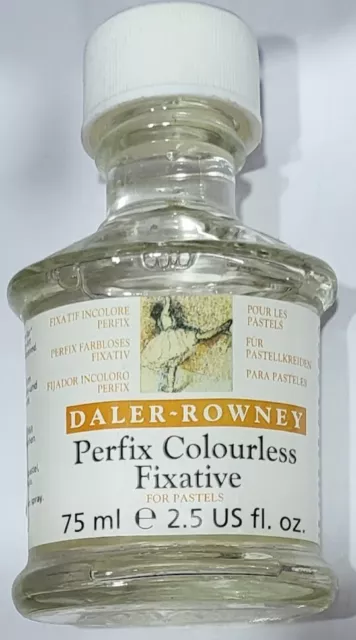 FIXATIF INCOLORE
PERFIX
PERFIX FARBLOSES
FIXATIV
FIJADOR INCOLORO
PERFIX
POUR LES
PASTELS
FÜR
PASTELLKREIDEN
PARA PASTELES
DALER-ROWNEY
Perfix Colourless
Fixative
FOR PASTELS
75 ml ℮ 2.5 US fl. oz.
spray.